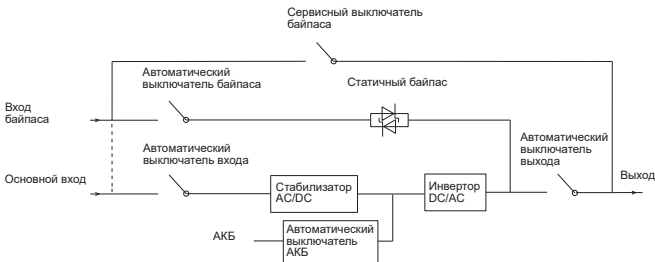 Сервисный выключатель
байпаса
Автоматический
выключатель байпаса
Статичный байпас
Вход
байпаса
Автоматический
выключатель
выхода
Автоматический
выключатель входа
Основной вход
Выход
Стабилизатор
AC/DC
Инвертор
DC/AC
АКБ
Автоматический
выключатель
АКБ